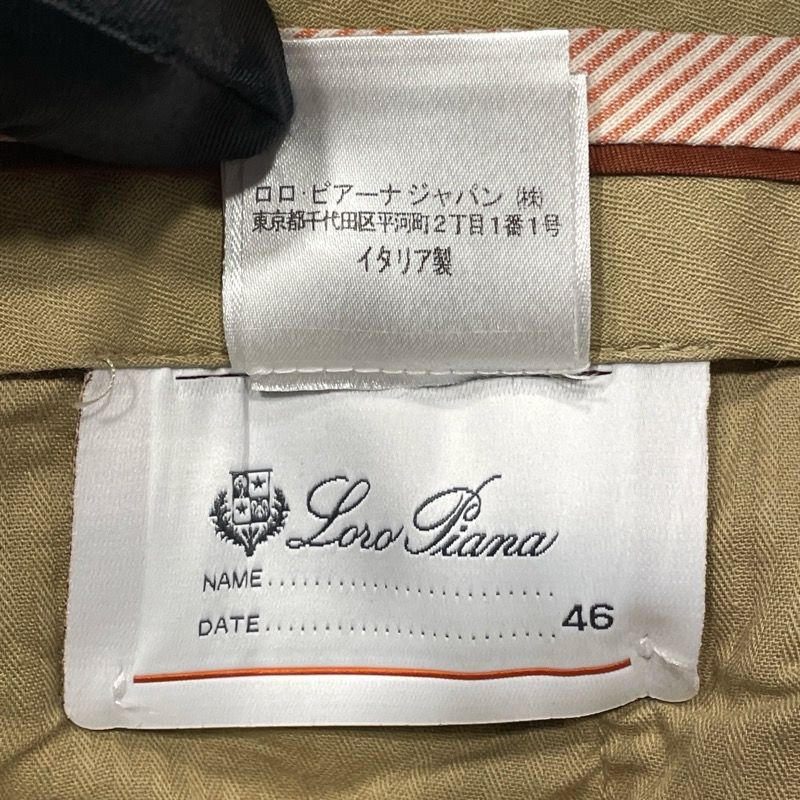 ロロ・ピアーナジャパン (株)
東京都千代田区平河町2丁目1番1号
イタリア製
Loro Piana
NAME........................
DATE........................ 46